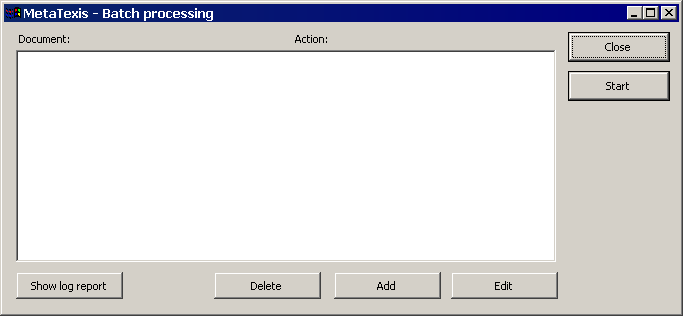 MetaTexis - Batch processing
Document: Action:
Close
Start
Show log report Delete Add Edit